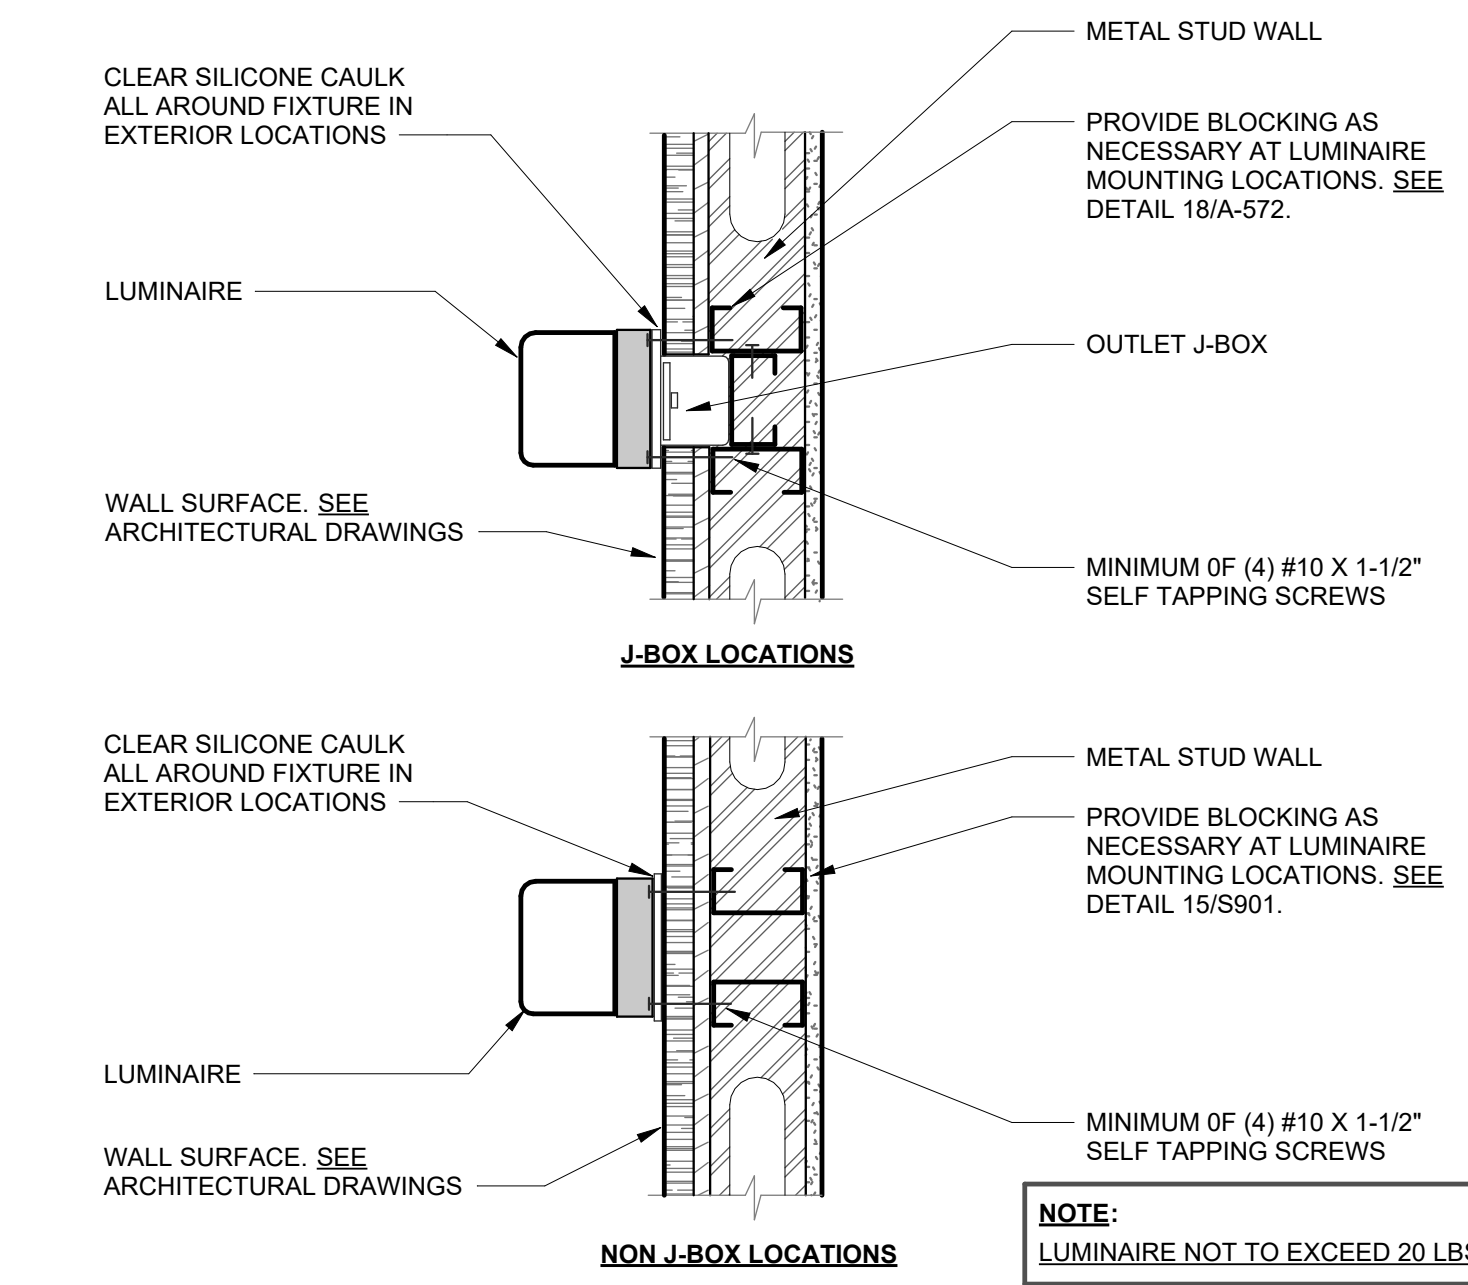 METAL STUD WALL
CLEAR SILICONE CAULK
ALL AROUND FIXTURE IN
EXTERIOR LOCATIONS
PROVIDE BLOCKING AS
NECESSARY AT LUMINAIRE
MOUNTING LOCATIONS. SEE
DETAIL 18/A-572.
LUMINAIRE
OUTLET J-BOX
WALL SURFACE. SEE
ARCHITECTURAL DRAWINGS
MINIMUM 0F (4) #10 X 1-1/2"
SELF TAPPING SCREWS
J-BOX LOCATIONS
CLEAR SILICONE CAULK
ALL AROUND FIXTURE IN
EXTERIOR LOCATIONS
METAL STUD WALL
PROVIDE BLOCKING AS
NECESSARY AT LUMINAIRE
MOUNTING LOCATIONS. SEE
DETAIL 15/S901.
LUMINAIRE
MINIMUM 0F (4) #10 X 1-1/2"
SELF TAPPING SCREWS
WALL SURFACE. SEE
ARCHITECTURAL DRAWINGS
NON J-BOX LOCATIONS
NOTE:
LUMINAIRE NOT TO EXCEED 20 LBS